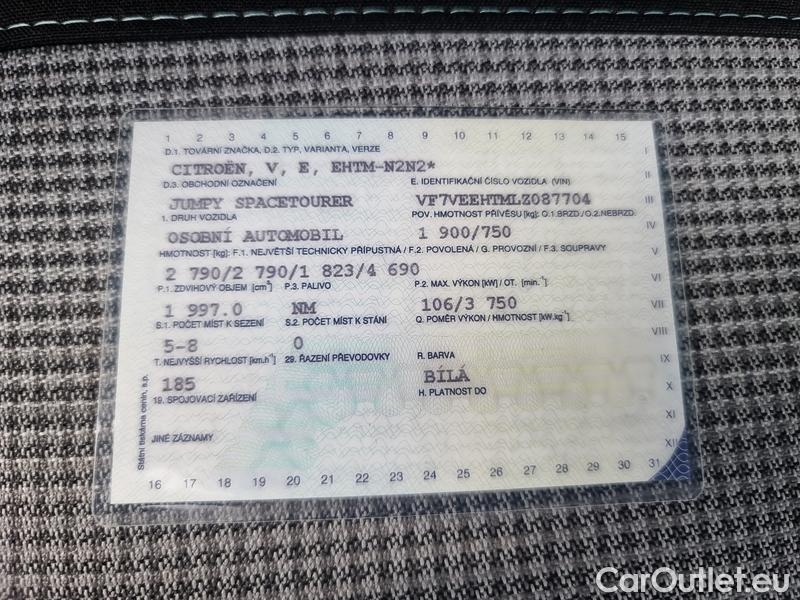 1 2 3 4 5 6 7 8 9 10 11 12 13 14 15
D.1. TOVÁRNÍ ZNAČKA, D.2. TYP, VARIANTA, VERZE I
CITROËN, V, E, EHTM-N2N2*
D.3. OBCHODNÍ OZNAČENÍ E. IDENTIFIKAČNÍ ČÍSLO VOZIDLA (VIN) II
JUMPY SPACETOURER VF7VEEHTMLZ087704 III
1. DRUH VOZIDLA POV. HMOTNOST PŘÍVĚSU [kg]: O.1.BRZD./O.2.NEBRZD.
OSOBNÍ AUTOMOBIL 1 900/750 IV
HMOTNOST [kg]: F.1. NEJVĚTŠÍ TECHNICKY PŘÍPUSTNÁ / F.2. POVOLENÁ / G. PROVOZNÍ / F.3. SOUPRAVY V
2 790/2 790/1 823/4 690
P.1. ZDVIHOVÝ OBJEM [cm³] P.3. PALIVO P.2. MAX. VÝKON [kW] / OT. [min.⁻¹] VI
1 997.0 NM 106/3 750 VII
S.1. POČET MÍST K SEZENÍ S.2. POČET MÍST K STÁNÍ Q. POMĚR VÝKON / HMOTNOST [kW.kg⁻¹]
5-8 0 VIII
T. NEJVYŠŠÍ RYCHLOST [km.h⁻¹] 29. ŘAZENÍ PŘEVODOVKY R. BARVA IX
185 BÍLÁ
19. SPOJOVACÍ ZAŘÍZENÍ H. PLATNOST DO X
XI
JINÉ ZÁZNAMY XII
Státní tiskárna cenin, s.p.
16 17 18 19 20 21 22 23 24 25 26 27 28 29 30 31
CarOutlet.eu